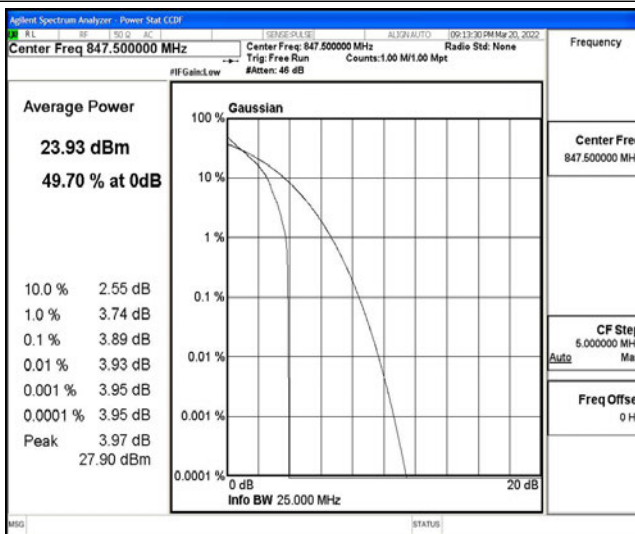 Agilent Spectrum Analyzer - Power Stat CCDF
RL RF 50 Ω AC SENSE:PULSE ALIGN AUTO 09:13:30 PM Mar 20, 2022
Center Freq 847.500000 MHz
Center Freq: 847.500000 MHz Radio Std: None
Trig: Free Run Counts:1.00 M/1.00 Mpt
#IFGain:Low #Atten: 46 dB
Frequency
Average Power
23.93 dBm
49.70 % at 0dB
10.0 % 2.55 dB
1.0 % 3.74 dB
0.1 % 3.89 dB
0.01 % 3.93 dB
0.001 % 3.95 dB
0.0001 % 3.95 dB
Peak 3.97 dB
27.90 dBm
Gaussian
100 %
10 %
1 %
0.1 %
0.01 %
0.001 %
0.0001 %
0 dB 20 dB
Info BW 25.000 MHz
Center Fre
847.500000 MH
CF Step
5.000000 MH
Auto Ma
Freq Offse
0 H
MSG STATUS